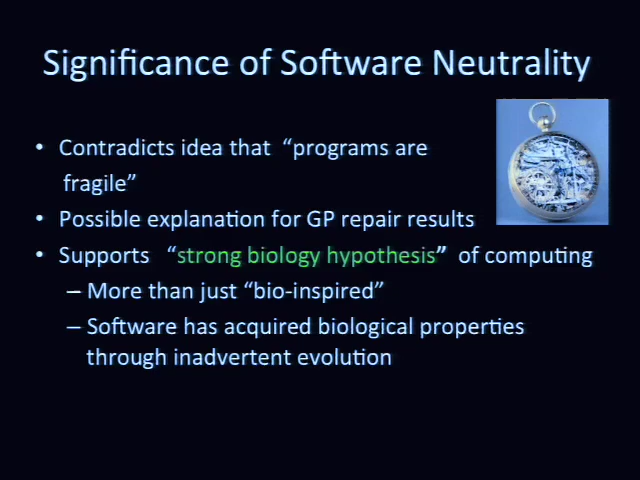 Significance of Software Neutrality
• Contradicts idea that “programs are
fragile”
• Possible explanation for GP repair results
• Supports “strong biology hypothesis” of computing
– More than just “bio-inspired”
– Software has acquired biological properties
through inadvertent evolution